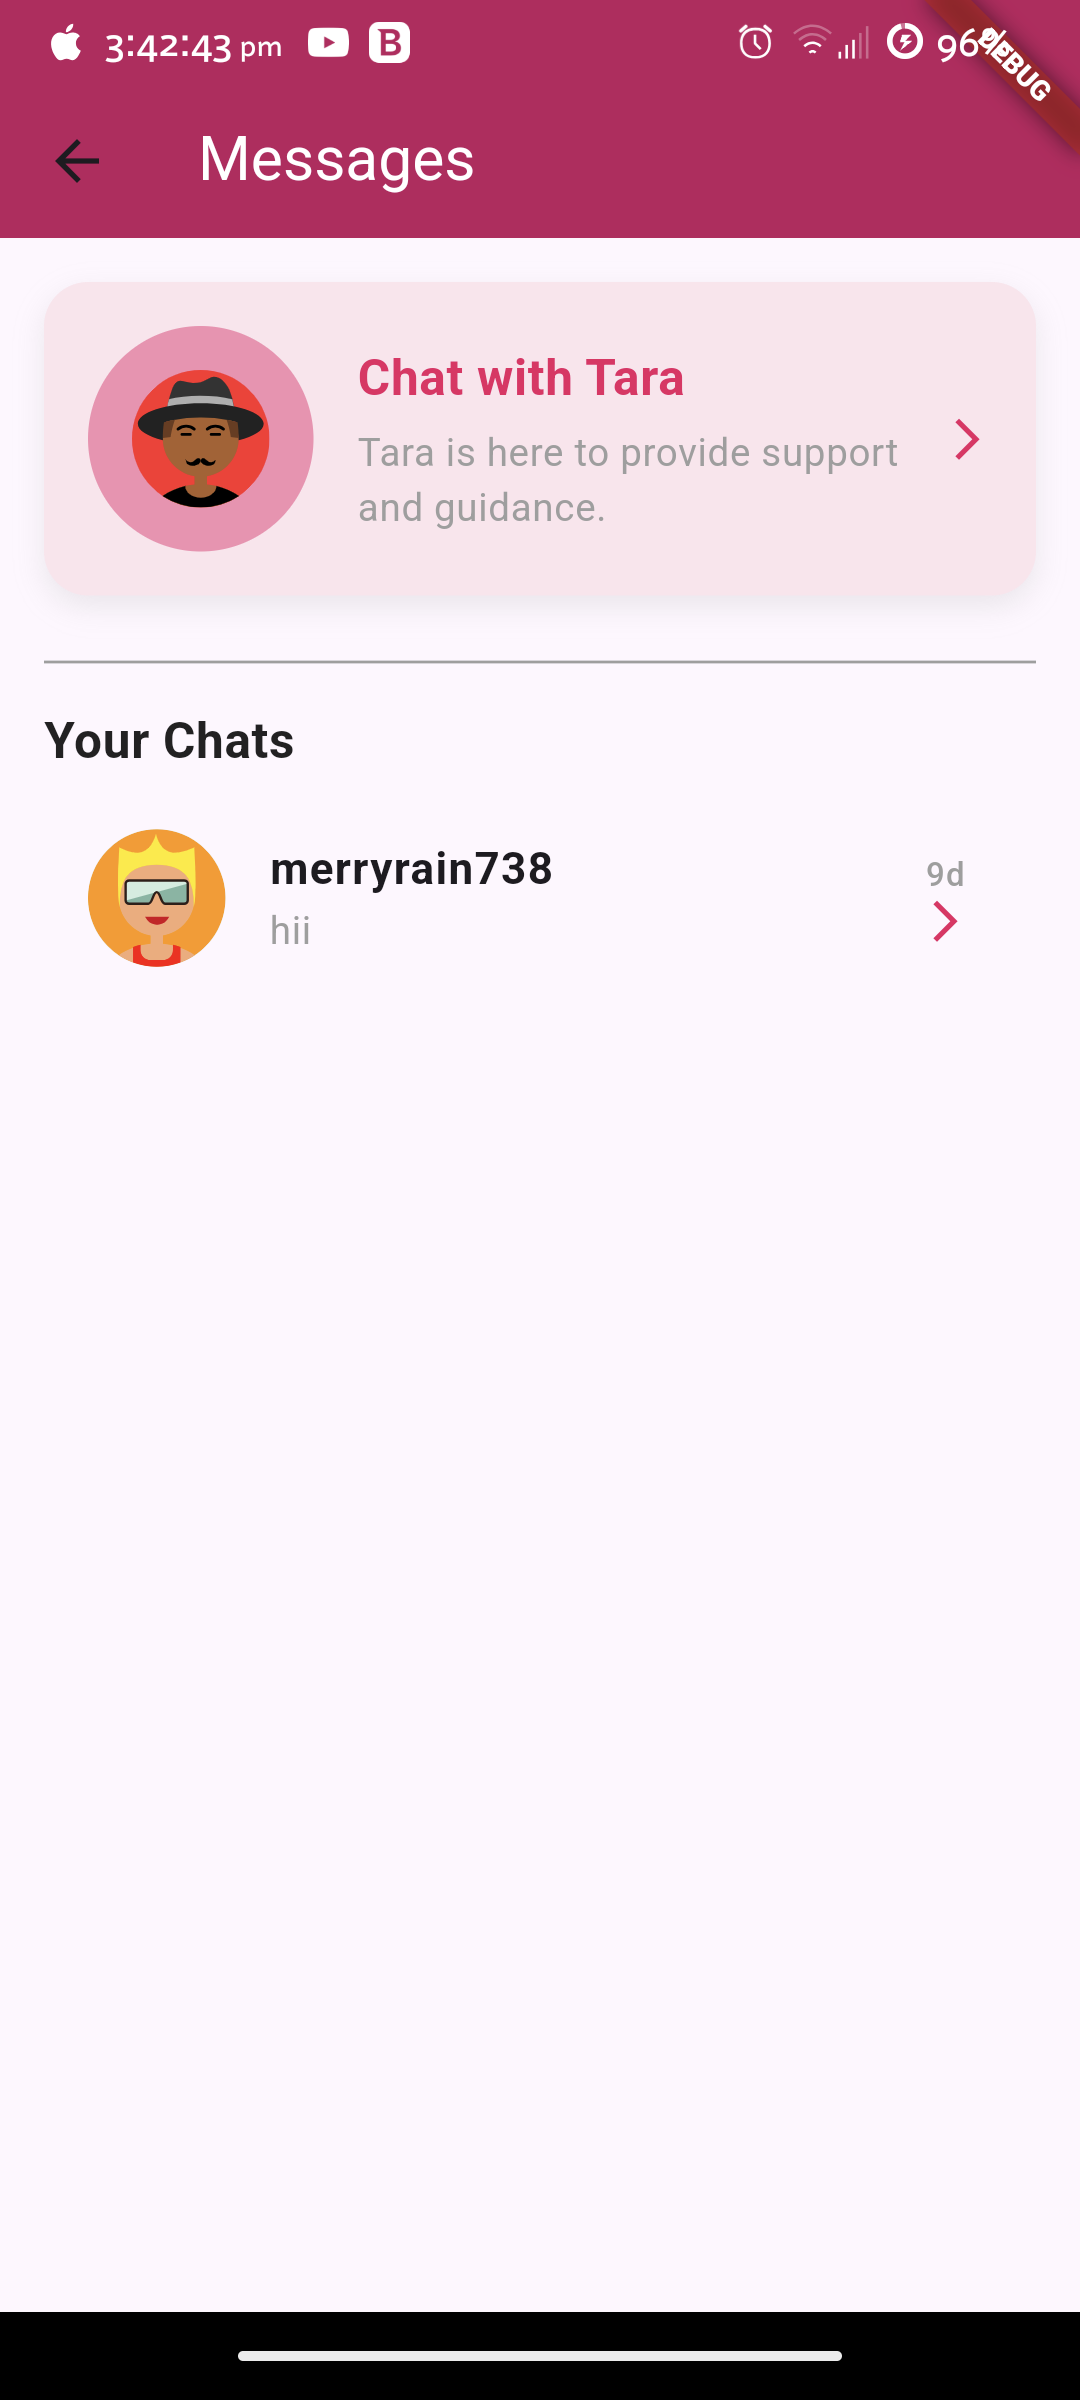 3:42:43 pm
B
96%
DEBUG
Messages
Chat with Tara
Tara is here to provide support
and guidance.
Your Chats
merryrain738
9d
hii